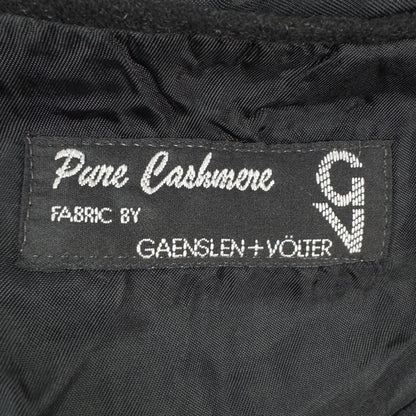 Pure Cashmere
FABRIC BY
GAENSLEN+VÖLTER
GV